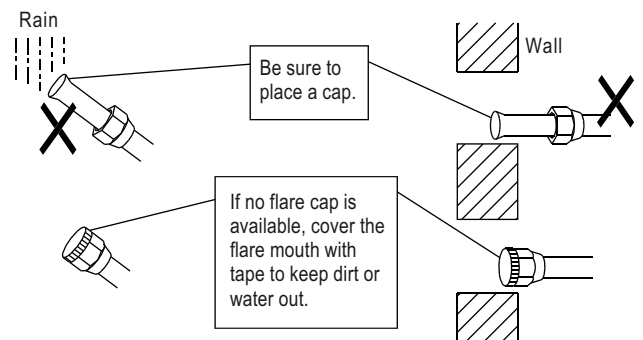 Rain
Wall
Be sure to
place a cap.
If no flare cap is
available, cover the
flare mouth with
tape to keep dirt or
water out.